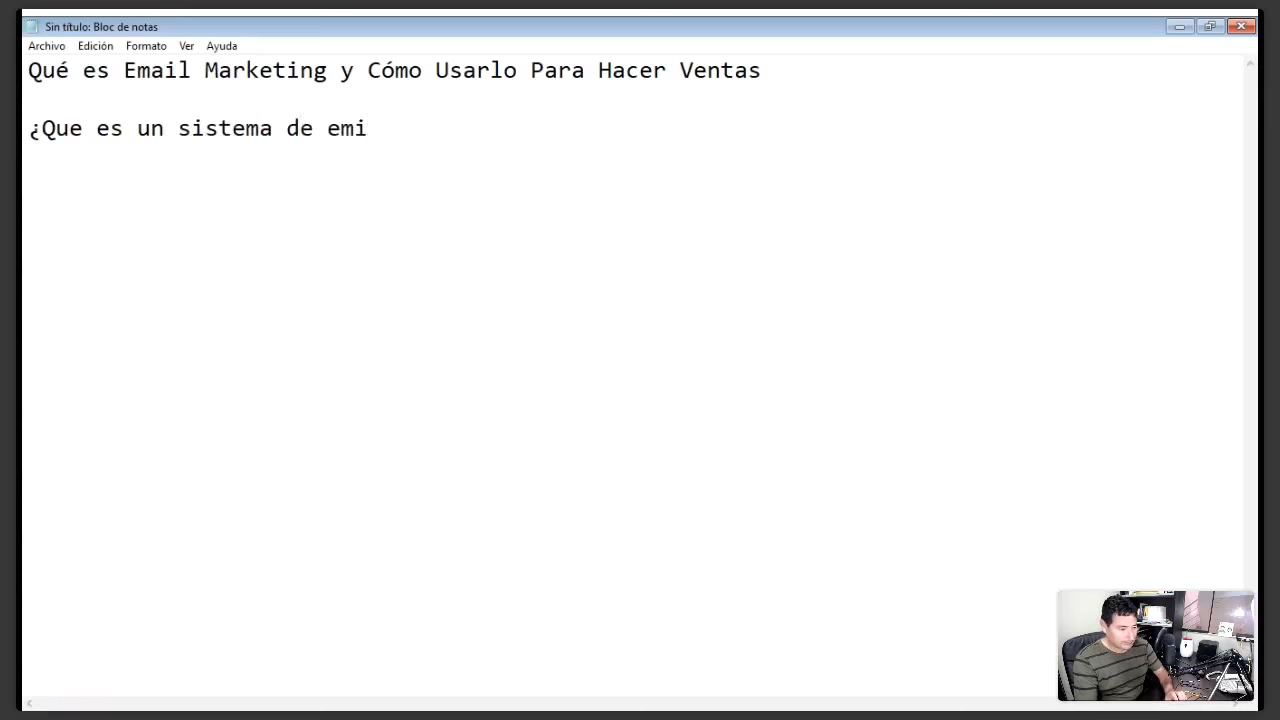 Sin título: Bloc de notas
Archivo Edición Formato Ver Ayuda
Qué es Email Marketing y Cómo Usarlo Para Hacer Ventas
¿Que es un sistema de emi